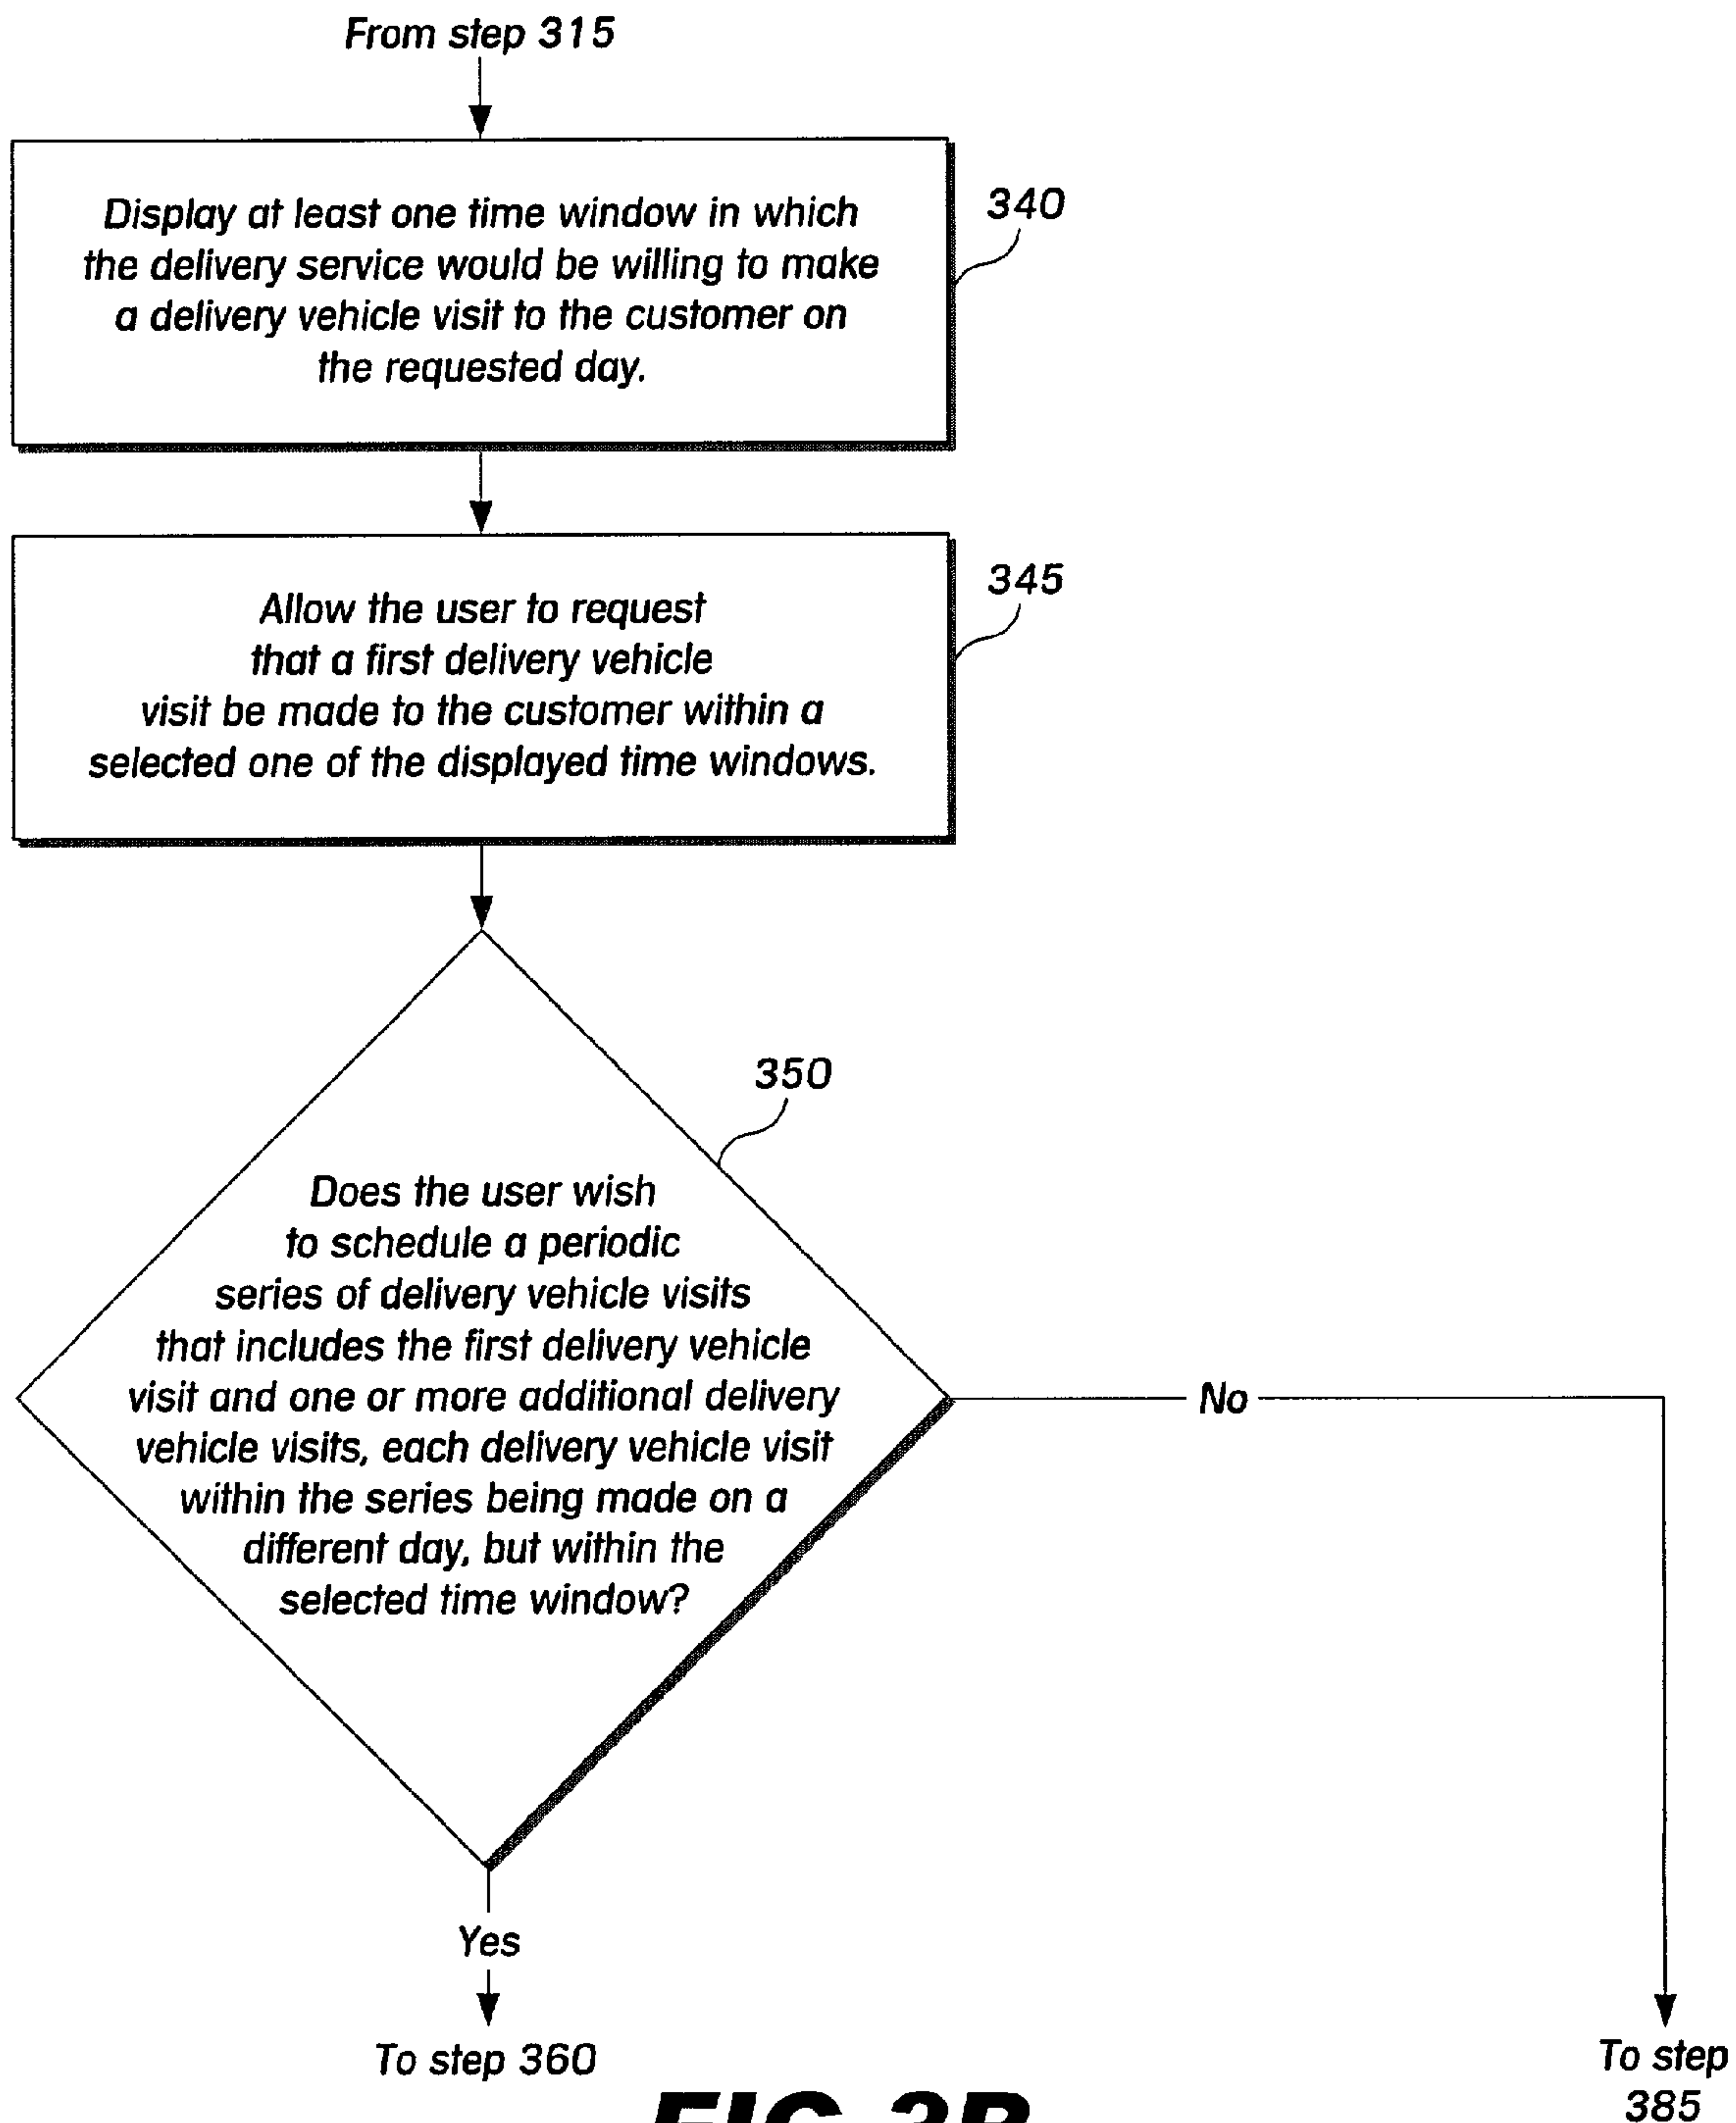 From step 315
Display at least one time window in which
the delivery service would be willing to make
a delivery vehicle visit to the customer on
the requested day.
340
Allow the user to request
that a first delivery vehicle
visit be made to the customer within a
selected one of the displayed time windows.
345
350
Does the user wish
to schedule a periodic
series of delivery vehicle visits
that includes the first delivery vehicle
visit and one or more additional delivery
vehicle visits, each delivery vehicle visit
within the series being made on a
different day, but within the
selected time window?
No
Yes
To step 360
To step
385
FIG 3B